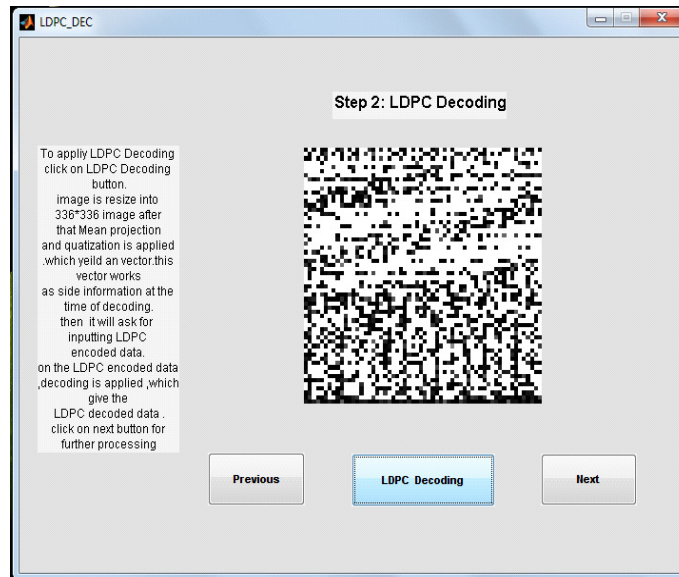 LDPC_DEC
Step 2: LDPC Decoding
To appliy LDPC Decoding
click on LDPC Decoding
button.
image is resize into
336*336 image after
that Mean projection
and quatization is applied
.which yeild an vector.this
vector works
as side information at the
time of decoding.
then it will ask for
inputting LDPC
encoded data.
on the LDPC encoded data
,decoding is applied ,which
give the
LDPC decoded data .
click on next button for
further processing
Previous
LDPC Decoding
Next